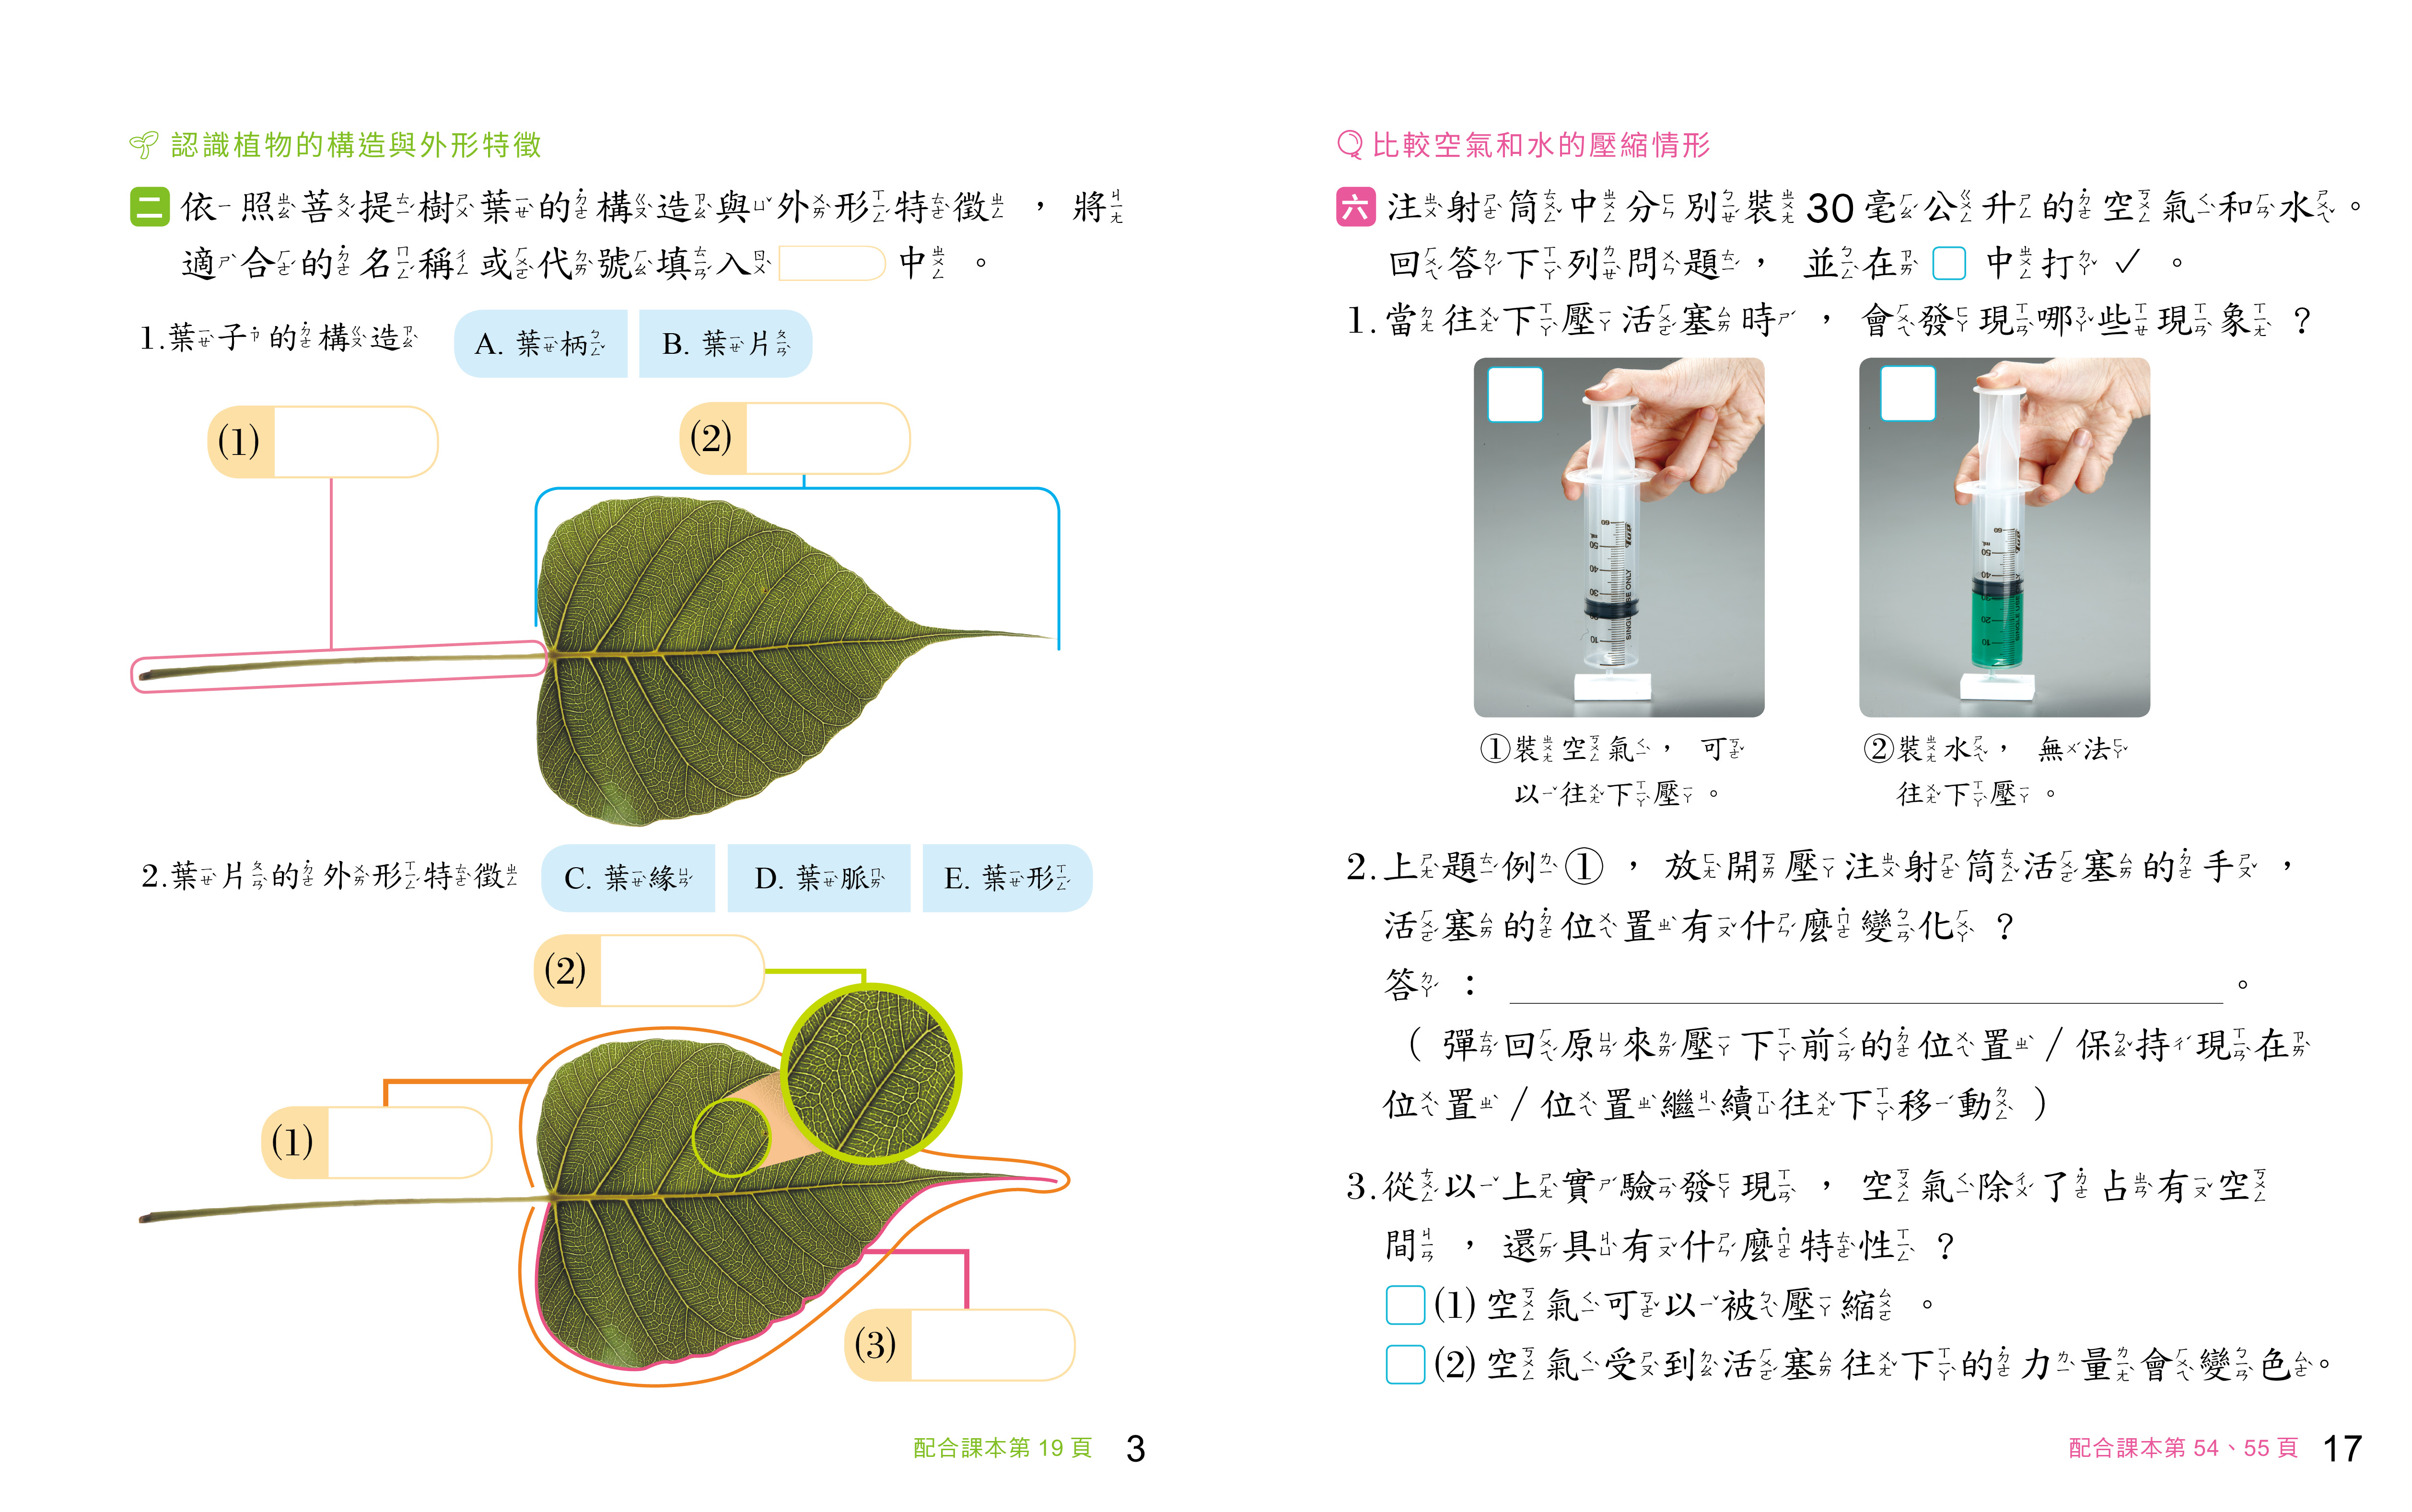 認識植物的構造與外形特徵
二 依照菩提樹葉的構造與外形特徵，將
適合的名稱或代號填入 中。
1.葉子的構造 A. 葉柄 B. 葉片
(1) (2)
2.葉片的外形特徵 C. 葉緣 D. 葉脈 E. 葉形
(2)
(1)
(3)
配合課本第 19 頁 3
比較空氣和水的壓縮情形
六 注射筒中分別裝 30 毫公升的空氣和水。
回答下列問題，並在□中打✓。
1.當往下壓活塞時，會發現哪些現象？
□ □
①裝空氣，可
以往下壓。
②裝水，無法
往下壓。
2.上題例①，放開壓注射筒活塞的手，
活塞的位置有什麼變化？
答：＿＿＿＿＿＿＿＿＿＿＿＿。
（彈回原來壓下前的位置/保持現在
位置/位置繼續往下移動）
3.從以上實驗發現，空氣除了占有空
間，還具有什麼特性？
□(1)空氣可以被壓縮。
□(2)空氣受到活塞往下的力量會變色。
配合課本第 54、55 頁 17